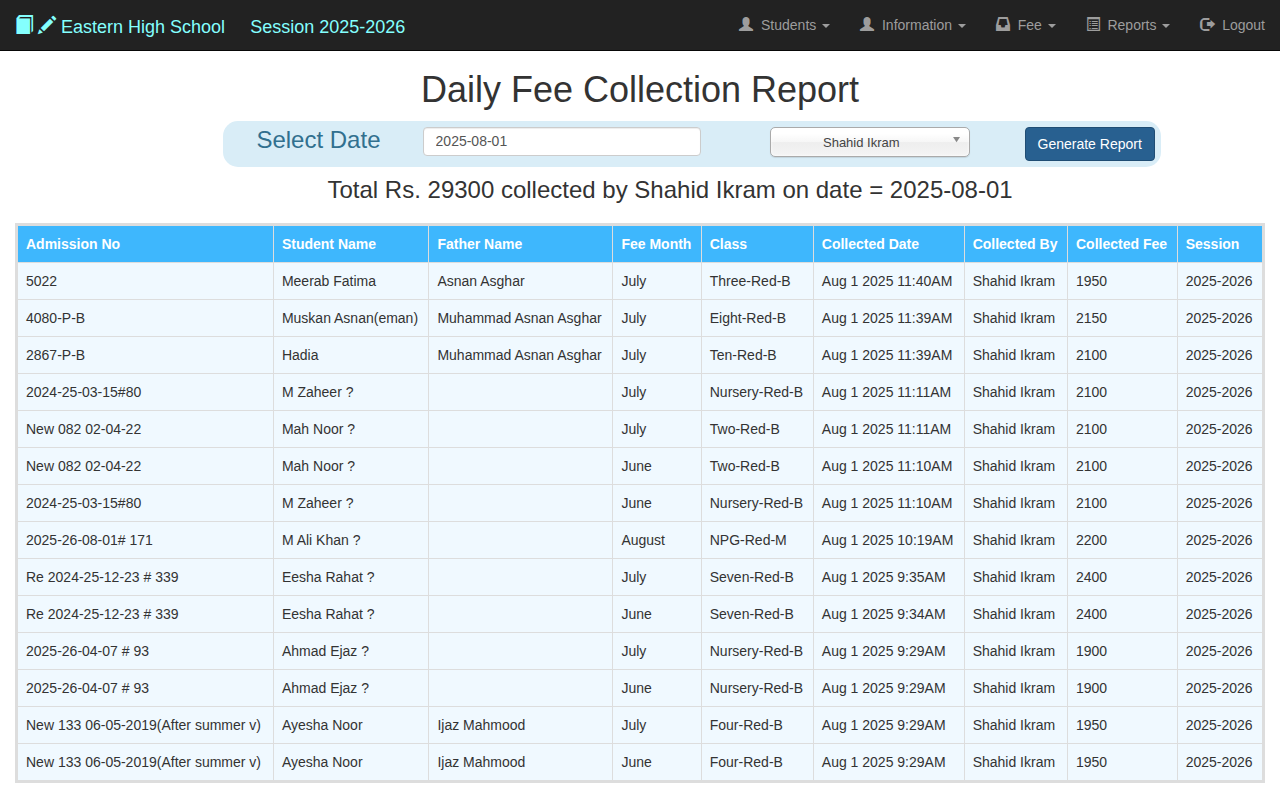 Eastern High School Session 2025-2026 Students Information Fee Reports Logout
Daily Fee Collection Report
Select Date 2025-08-01 Shahid Ikram Generate Report
Total Rs. 29300 collected by Shahid Ikram on date = 2025-08-01
Admission No Student Name Father Name Fee Month Class Collected Date Collected By Collected Fee Session
5022 Meerab Fatima Asnan Asghar July Three-Red-B Aug 1 2025 11:40AM Shahid Ikram 1950 2025-2026
4080-P-B Muskan Asnan(eman) Muhammad Asnan Asghar July Eight-Red-B Aug 1 2025 11:39AM Shahid Ikram 2150 2025-2026
2867-P-B Hadia Muhammad Asnan Asghar July Ten-Red-B Aug 1 2025 11:39AM Shahid Ikram 2100 2025-2026
2024-25-03-15#80 M Zaheer ? July Nursery-Red-B Aug 1 2025 11:11AM Shahid Ikram 2100 2025-2026
New 082 02-04-22 Mah Noor ? July Two-Red-B Aug 1 2025 11:11AM Shahid Ikram 2100 2025-2026
New 082 02-04-22 Mah Noor ? June Two-Red-B Aug 1 2025 11:10AM Shahid Ikram 2100 2025-2026
2024-25-03-15#80 M Zaheer ? June Nursery-Red-B Aug 1 2025 11:10AM Shahid Ikram 2100 2025-2026
2025-26-08-01# 171 M Ali Khan ? August NPG-Red-M Aug 1 2025 10:19AM Shahid Ikram 2200 2025-2026
Re 2024-25-12-23 # 339 Eesha Rahat ? July Seven-Red-B Aug 1 2025 9:35AM Shahid Ikram 2400 2025-2026
Re 2024-25-12-23 # 339 Eesha Rahat ? June Seven-Red-B Aug 1 2025 9:34AM Shahid Ikram 2400 2025-2026
2025-26-04-07 # 93 Ahmad Ejaz ? July Nursery-Red-B Aug 1 2025 9:29AM Shahid Ikram 1900 2025-2026
2025-26-04-07 # 93 Ahmad Ejaz ? June Nursery-Red-B Aug 1 2025 9:29AM Shahid Ikram 1900 2025-2026
New 133 06-05-2019(After summer v) Ayesha Noor Ijaz Mahmood July Four-Red-B Aug 1 2025 9:29AM Shahid Ikram 1950 2025-2026
New 133 06-05-2019(After summer v) Ayesha Noor Ijaz Mahmood June Four-Red-B Aug 1 2025 9:29AM Shahid Ikram 1950 2025-2026